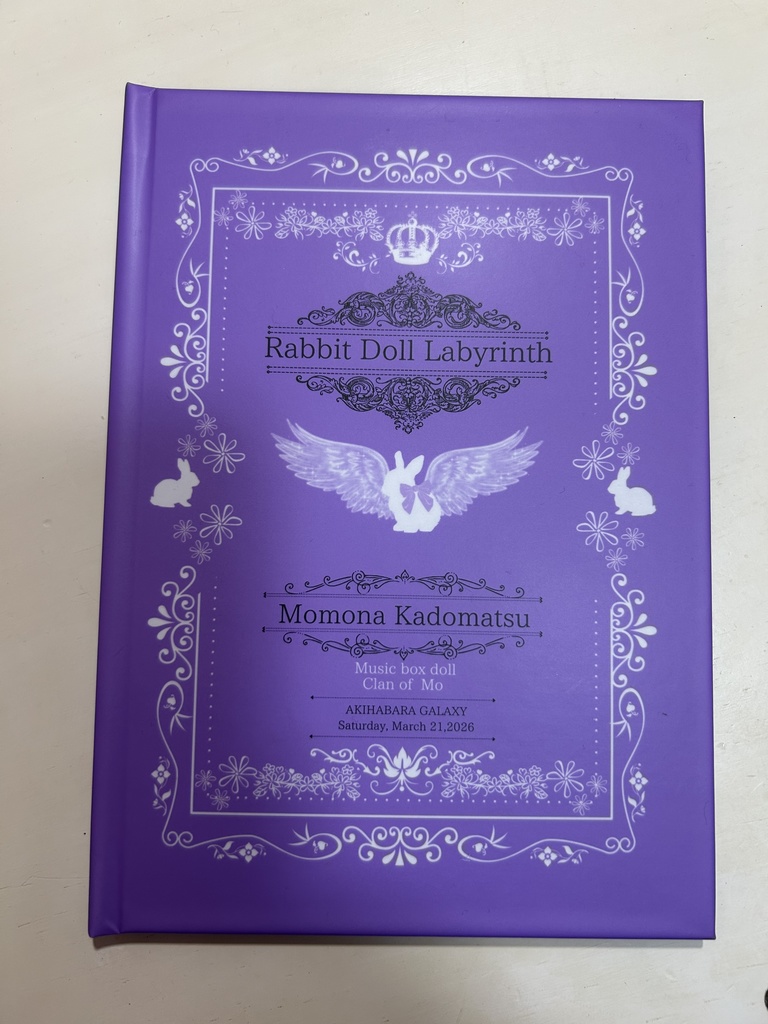 Rabbit Doll Labyrinth
Momona Kadomatsu
Music box doll
Clan of Mo
AKIHABARA GALAXY
Saturday, March 21,2026